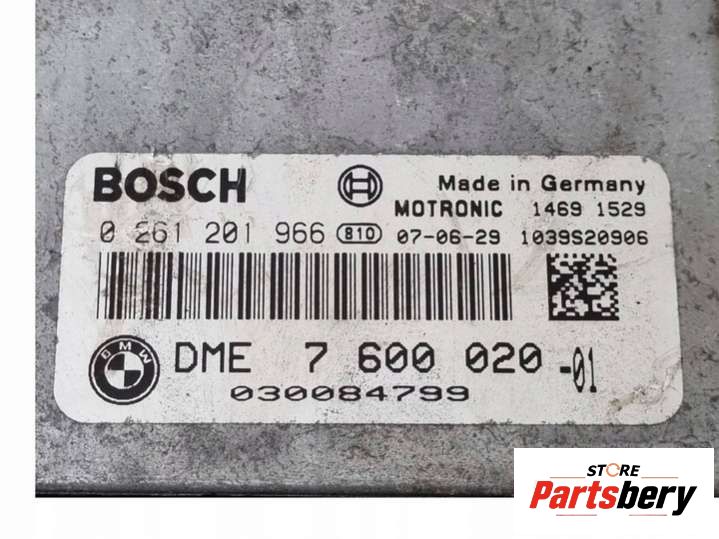 BOSCH
Made in Germany
MOTRONIC 1469 1529
0 261 201 966 810 07-06-29 1039S20906
BMW
DME 7 600 020 -01
030084799
STORE
Partsbery